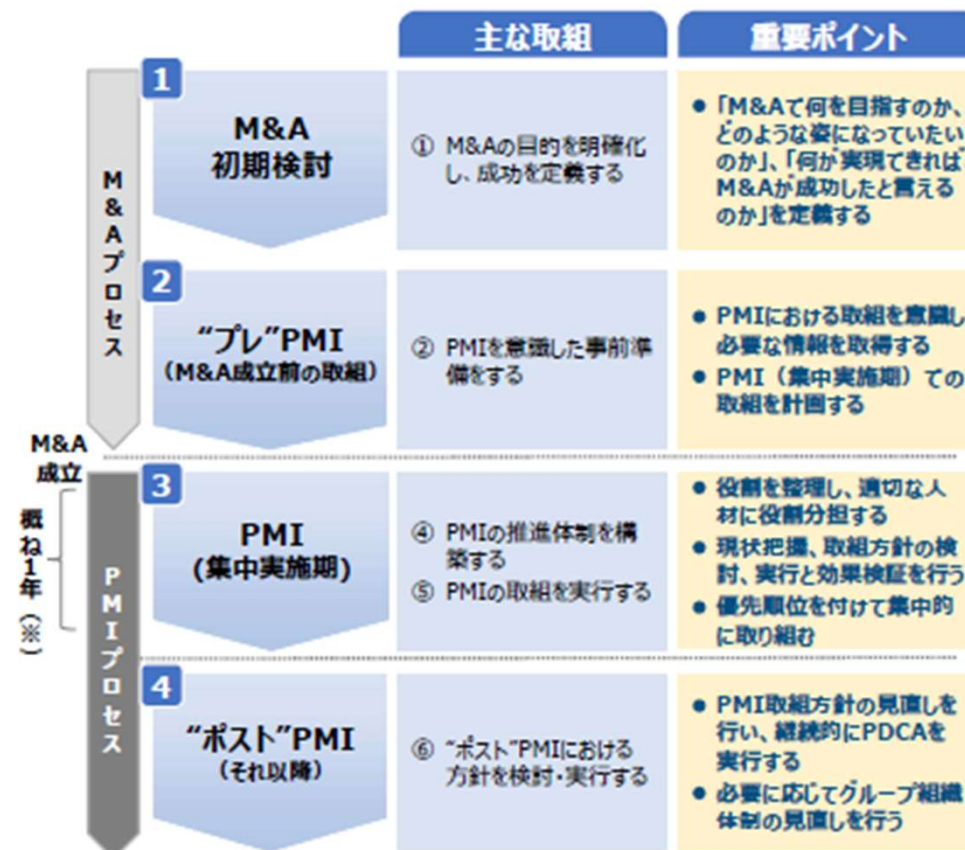 主な取組
重要ポイント
M&Aプロセス
1
M&A
初期検討
① M&Aの目的を明確化
し、成功を定義する
● 「M&Aで何を目指すのか、
どのような姿になっていたい
のか」、「何が実現できれば
M&Aが成功したと言える
のか」を定義する
2
“プレ”PMI
(M&A成立前の取組)
② PMIを意識した事前準
備をする
● PMIにおける取組を意識し
必要な情報を取得する
● PMI（集中実施期）での
取組を計画する
M&A
成立
概ね1年（※）
PMIプロセス
3
PMI
(集中実施期)
④ PMIの推進体制を構
築する
⑤ PMIの取組を実行する
● 役割を整理し、適切な人
材に役割分担する
● 現状把握、取組方針の検
討、実行と効果検証を行う
● 優先順位を付けて集中的
に取り組む
4
“ポスト”PMI
(それ以降)
⑥ “ポスト”PMIにおける
方針を検討・実行する
● PMI取組方針の見直しを
行い、継続的にPDCAを
実行する
● 必要に応じてグループ組織
体制の見直しを行う